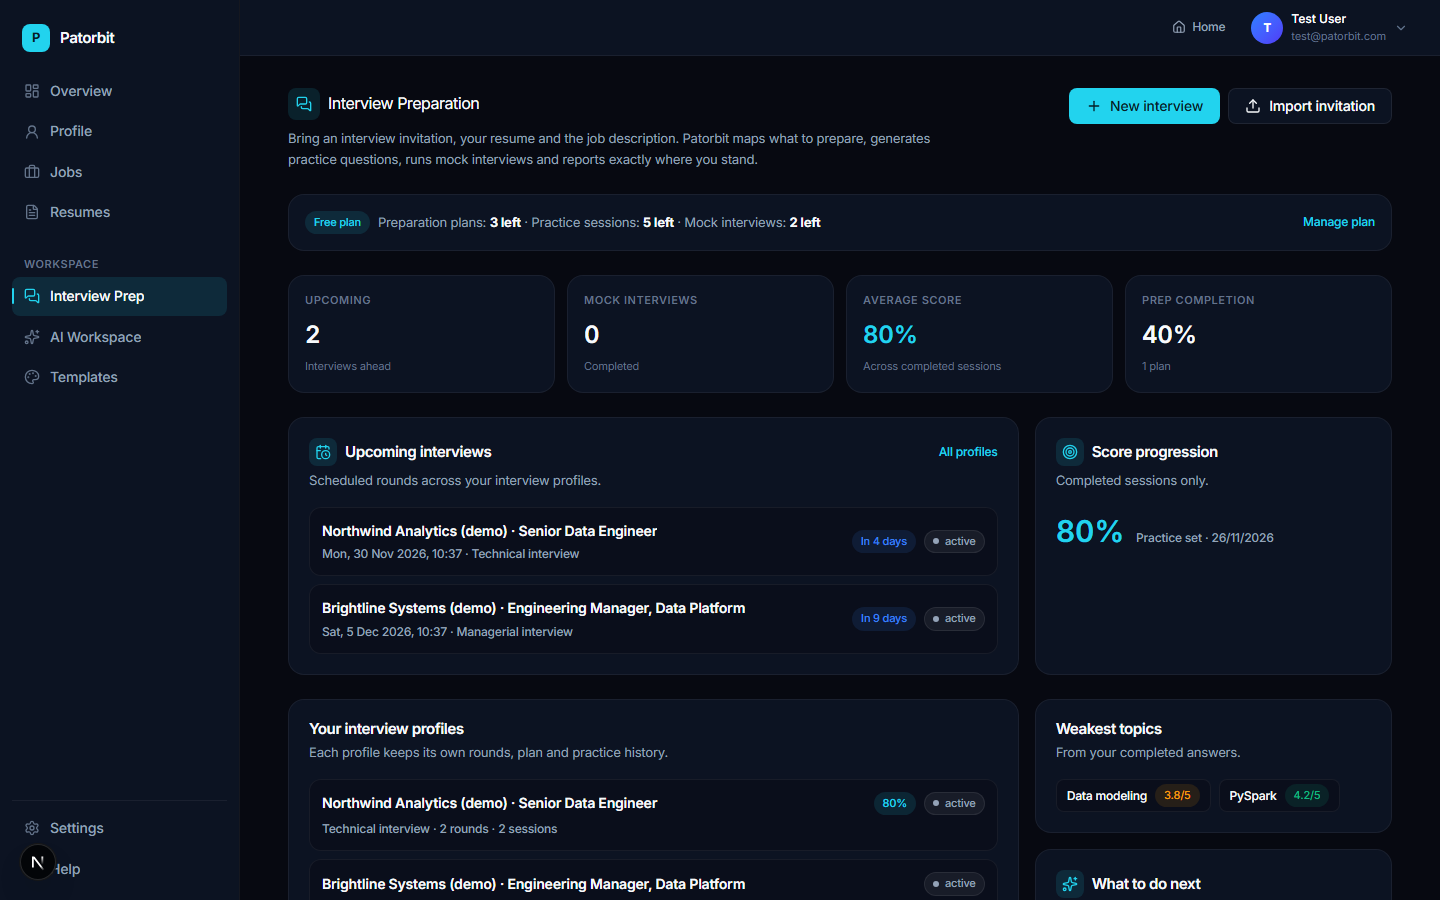 P Patorbit
Overview
Profile
Jobs
Resumes
WORKSPACE
Interview Prep
AI Workspace
Templates
Settings
Help
N
Home
T
Test User
test@patorbit.com
Interview Preparation
Bring an interview invitation, your resume and the job description. Patorbit maps what to prepare, generates
practice questions, runs mock interviews and reports exactly where you stand.
New interview
Import invitation
Free plan Preparation plans: 3 left · Practice sessions: 5 left · Mock interviews: 2 left
Manage plan
UPCOMING
2
Interviews ahead
MOCK INTERVIEWS
0
Completed
AVERAGE SCORE
80%
Across completed sessions
PREP COMPLETION
40%
1 plan
Upcoming interviews
All profiles
Scheduled rounds across your interview profiles.
Northwind Analytics (demo) · Senior Data Engineer
Mon, 30 Nov 2026, 10:37 · Technical interview
In 4 days
active
Brightline Systems (demo) · Engineering Manager, Data Platform
Sat, 5 Dec 2026, 10:37 · Managerial interview
In 9 days
active
Score progression
Completed sessions only.
80% Practice set · 26/11/2026
Your interview profiles
Each profile keeps its own rounds, plan and practice history.
Northwind Analytics (demo) · Senior Data Engineer
80%
active
Technical interview · 2 rounds · 2 sessions
Brightline Systems (demo) · Engineering Manager, Data Platform
active
Weakest topics
From your completed answers.
Data modeling 3.8/5
PySpark 4.2/5
What to do next